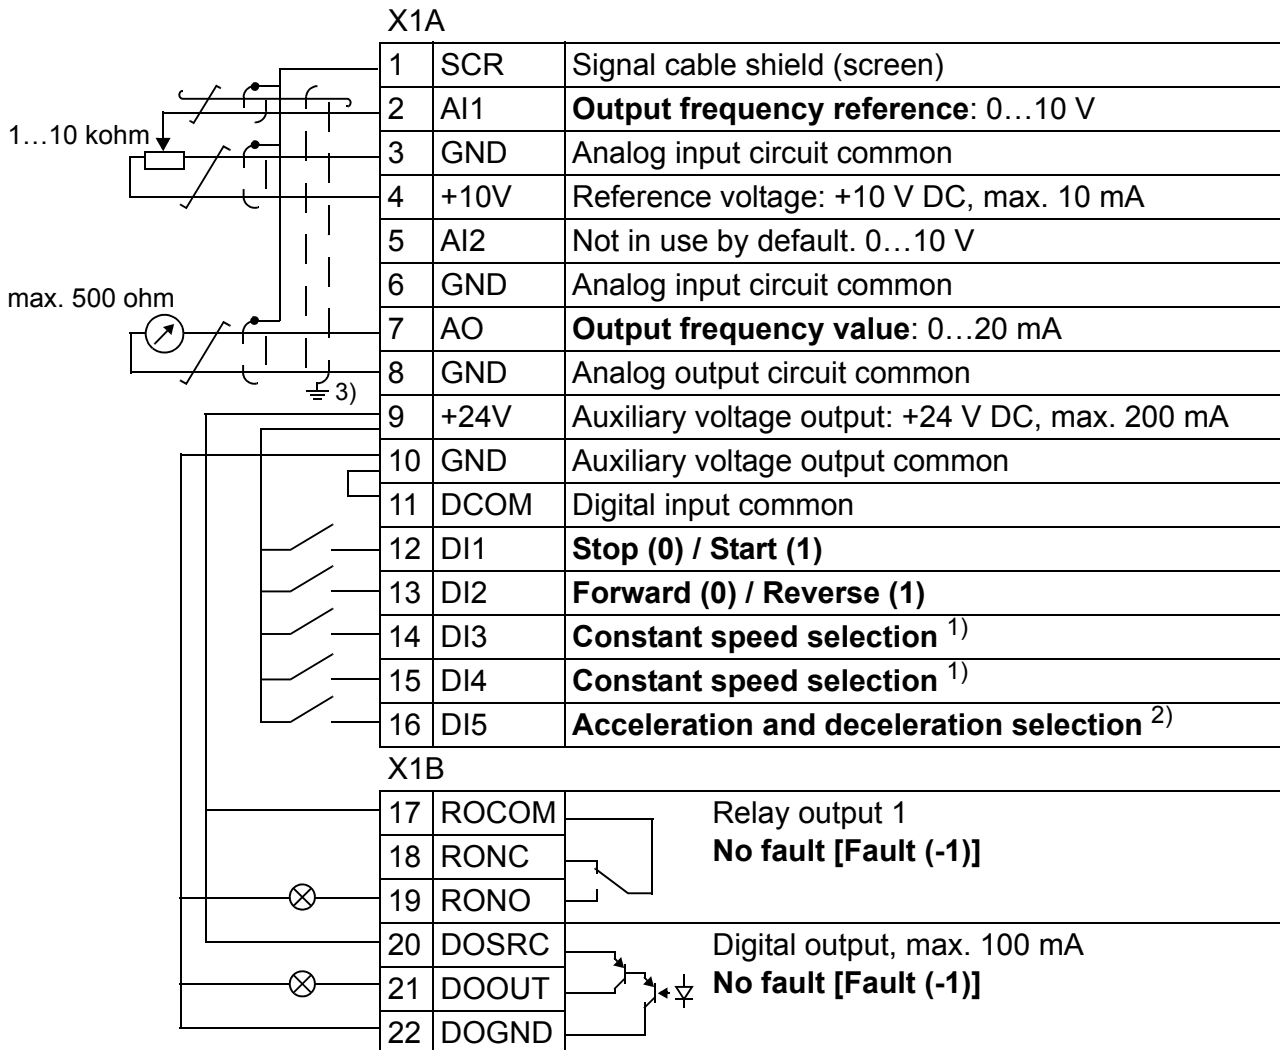 X1A
1 SCR Signal cable shield (screen)
2 AI1 Output frequency reference: 0…10 V
1…10 kohm
3 GND Analog input circuit common
4 +10V Reference voltage: +10 V DC, max. 10 mA
5 AI2 Not in use by default. 0…10 V
6 GND Analog input circuit common
max. 500 ohm
7 AO Output frequency value: 0…20 mA
8 GND Analog output circuit common
3)
9 +24V Auxiliary voltage output: +24 V DC, max. 200 mA
10 GND Auxiliary voltage output common
11 DCOM Digital input common
12 DI1 Stop (0) / Start (1)
13 DI2 Forward (0) / Reverse (1)
14 DI3 Constant speed selection 1)
15 DI4 Constant speed selection 1)
16 DI5 Acceleration and deceleration selection 2)
X1B
17 ROCOM Relay output 1
18 RONC No fault [Fault (-1)]
19 RONO
20 DOSRC Digital output, max. 100 mA
21 DOOUT No fault [Fault (-1)]
22 DOGND